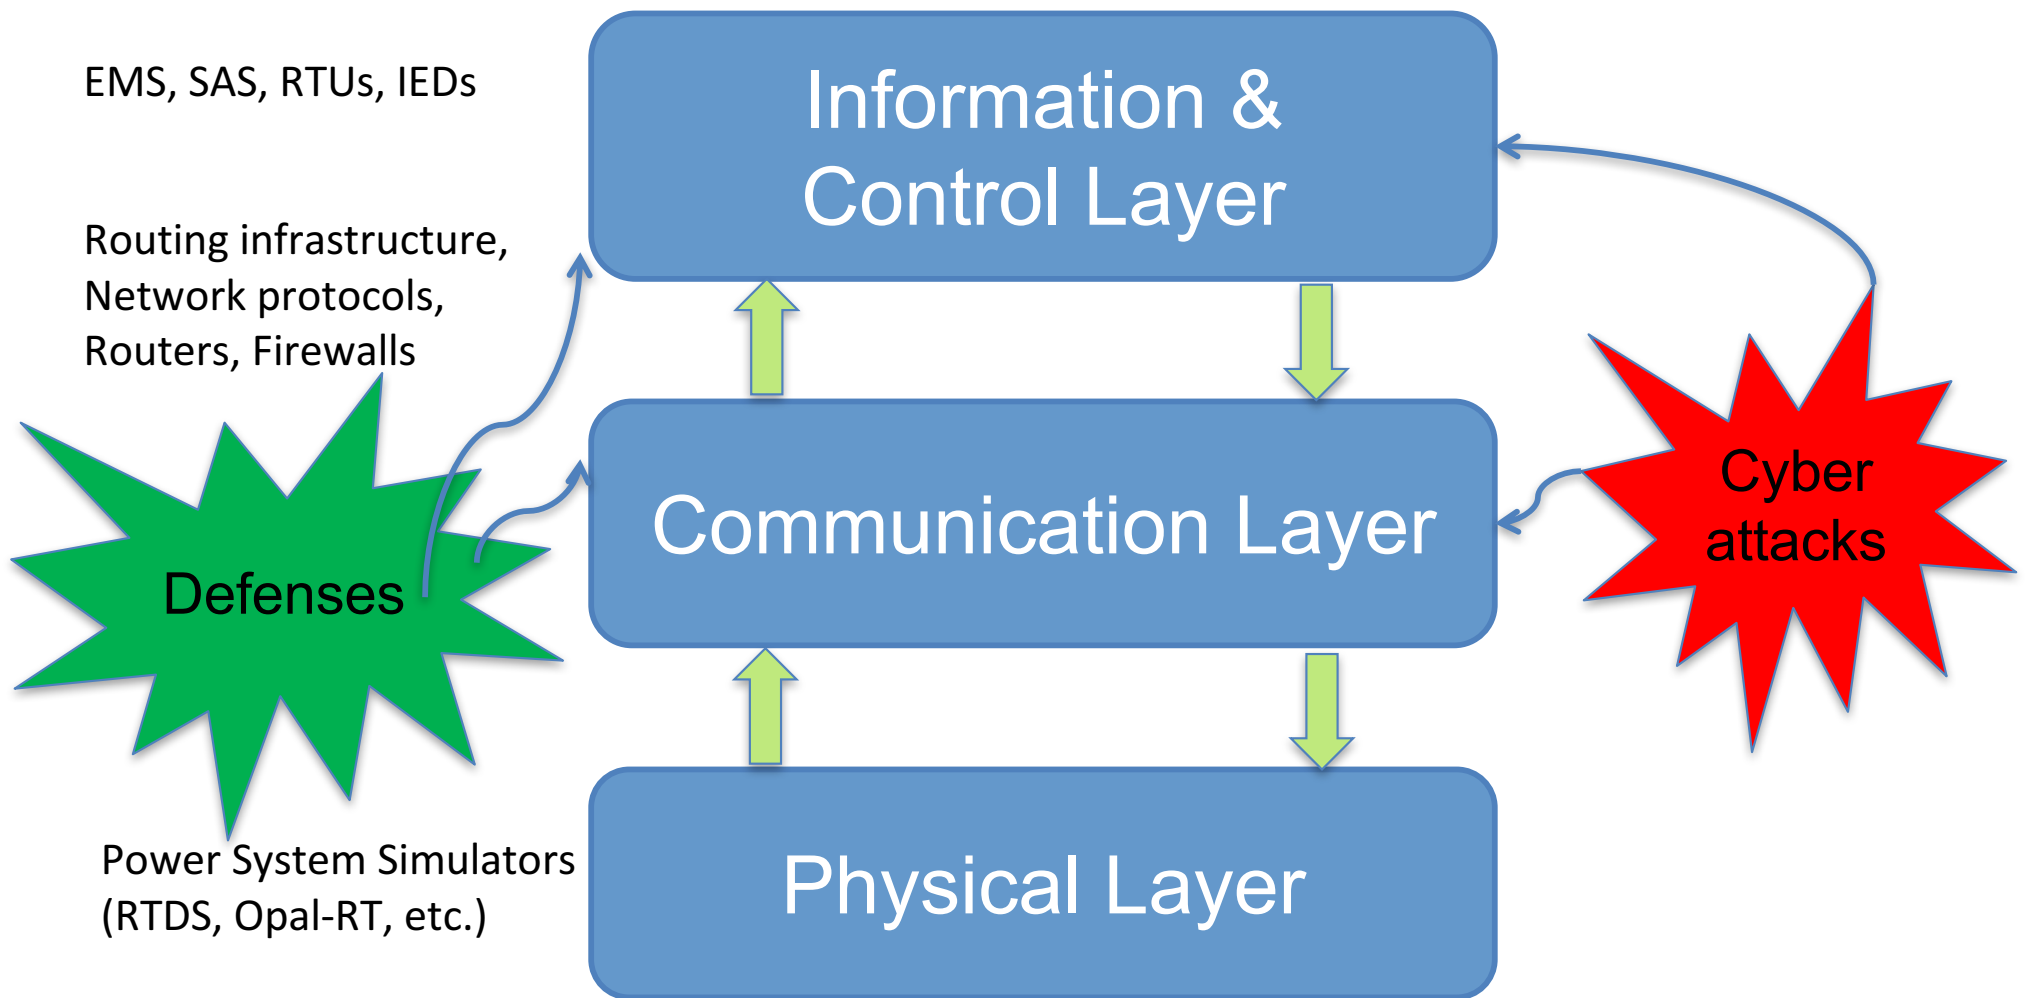 EMS, SAS, RTUs, IEDs
Information &
Control Layer
Routing infrastructure,
Network protocols,
Routers, Firewalls
Defenses
Communication Layer
Cyber
attacks
Power System Simulators
(RTDS, Opal-RT, etc.)
Physical Layer